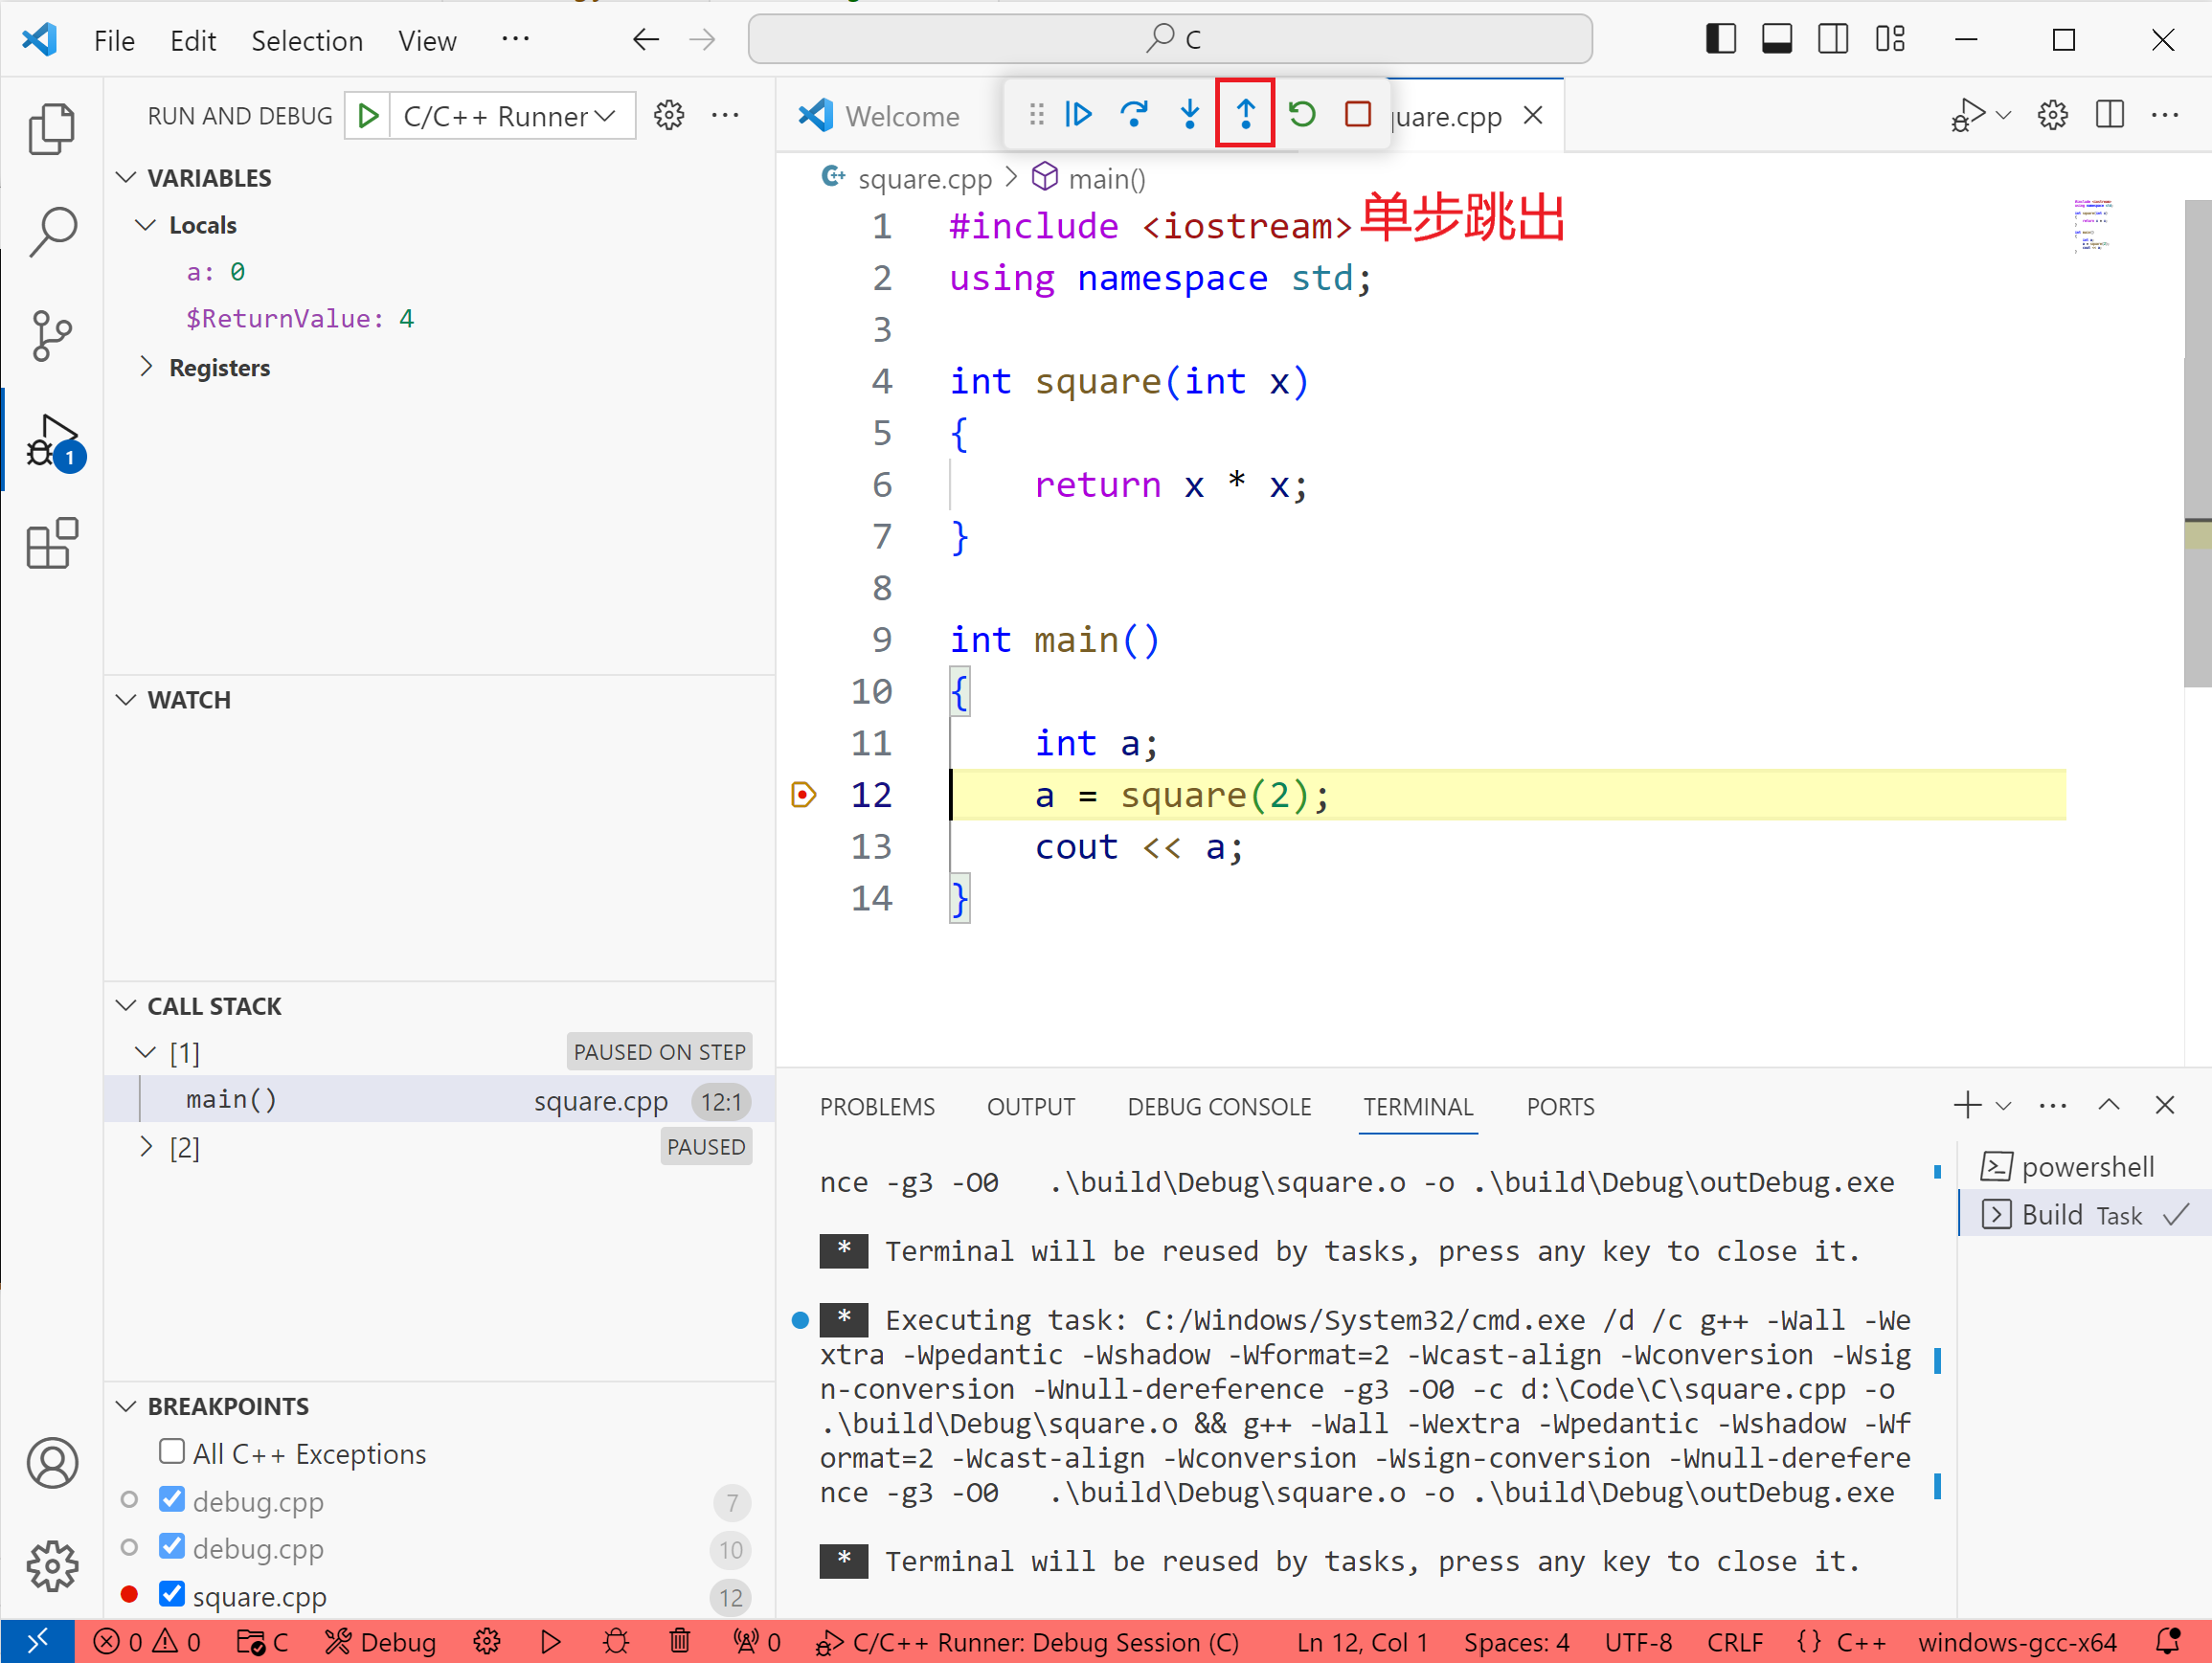 File Edit Selection View ··· C
RUN AND DEBUG C/C++ Runner
VARIABLES
Locals
a: 0
$ReturnValue: 4
Registers
WATCH
CALL STACK
[1] PAUSED ON STEP
main() square.cpp 12:1
[2] PAUSED
BREAKPOINTS
All C++ Exceptions
debug.cpp 7
debug.cpp 10
square.cpp 12
Welcome uare.cpp
square.cpp > main()
单步跳出
1 #include <iostream>
2 using namespace std;
3
4 int square(int x)
5 {
6 return x * x;
7 }
8
9 int main()
10 {
11 int a;
12 a = square(2);
13 cout << a;
14 }
PROBLEMS OUTPUT DEBUG CONSOLE TERMINAL PORTS
nce -g3 -O0   .\build\Debug\square.o -o .\build\Debug\outDebug.exe
* Terminal will be reused by tasks, press any key to close it.
* Executing task: C:/Windows/System32/cmd.exe /d /c g++ -Wall -We
xtra -Wpedantic -Wshadow -Wformat=2 -Wcast-align -Wconversion -Wsig
n-conversion -Wnull-dereference -g3 -O0 -c d:\Code\C\square.cpp -o
.\build\Debug\square.o && g++ -Wall -Wextra -Wpedantic -Wshadow -Wf
ormat=2 -Wcast-align -Wconversion -Wsign-conversion -Wnull-derefere
nce -g3 -O0   .\build\Debug\square.o -o .\build\Debug\outDebug.exe
* Terminal will be reused by tasks, press any key to close it.
powershell
Build Task
1
0 0 C Debug 0 C/C++ Runner: Debug Session (C) Ln 12, Col 1 Spaces: 4 UTF-8 CRLF {} C++ windows-gcc-x64